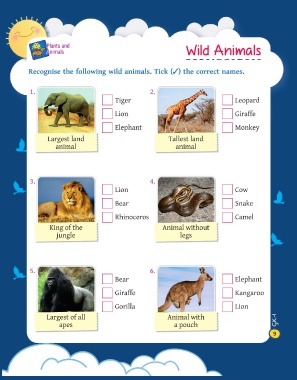 Plants and
Animals
Wild Animals
Recognise the following wild animals. Tick (✓) the correct names.
1.
Tiger
Lion
Elephant
Largest land
animal
2.
Leopard
Giraffe
Monkey
Tallest land
animal
3.
Lion
Bear
Rhinoceros
King of the
jungle
4.
Cow
Snake
Camel
Animal without
legs
5.
Bear
Giraffe
Gorilla
Largest of all
apes
6.
Elephant
Kangaroo
Lion
Animal with
a pouch
GK-1
9